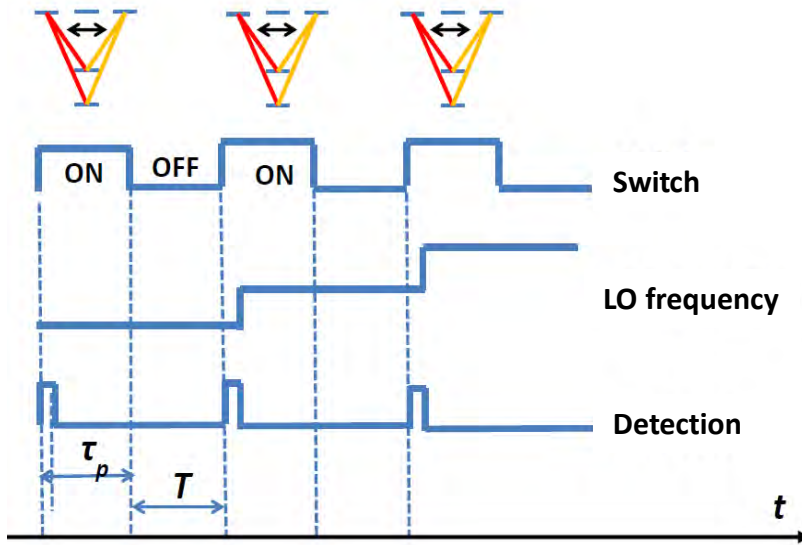 ON
OFF
ON
Switch
LO frequency
Detection
τp
T
t